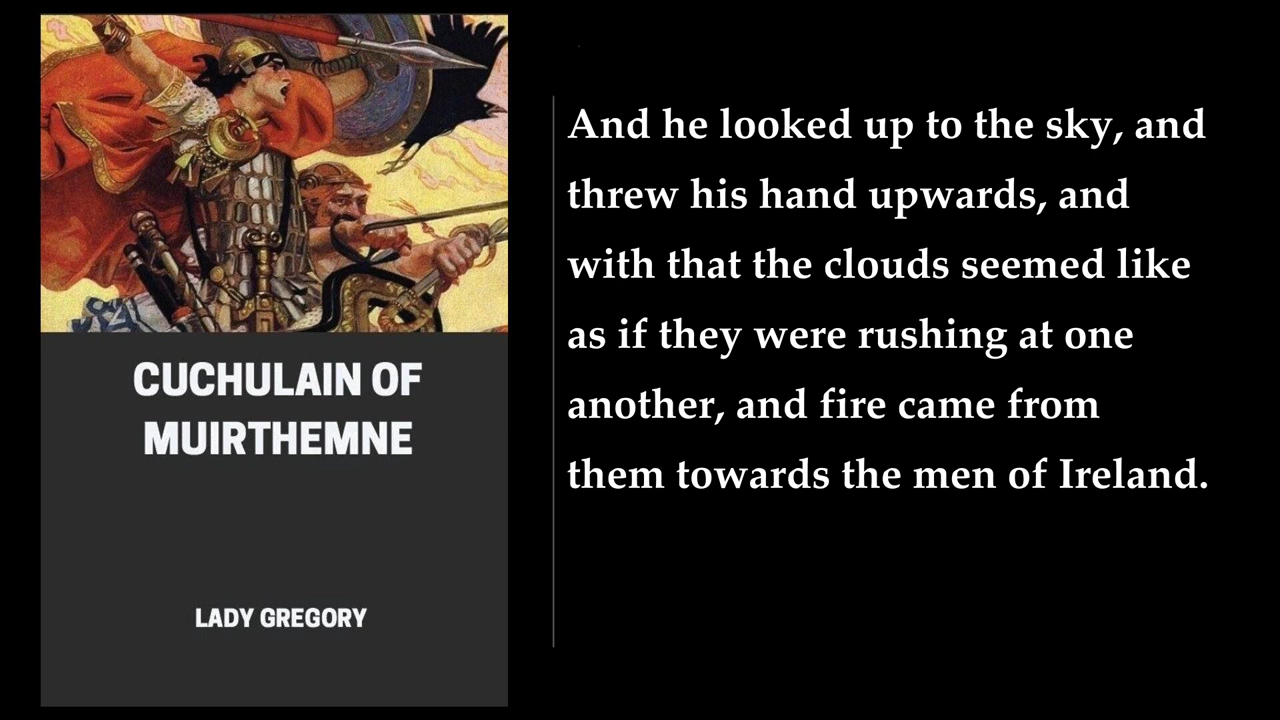 CUCHULAIN OF
MUIRTHEMNE
LADY GREGORY
And he looked up to the sky, and
threw his hand upwards, and
with that the clouds seemed like
as if they were rushing at one
another, and fire came from
them towards the men of Ireland.